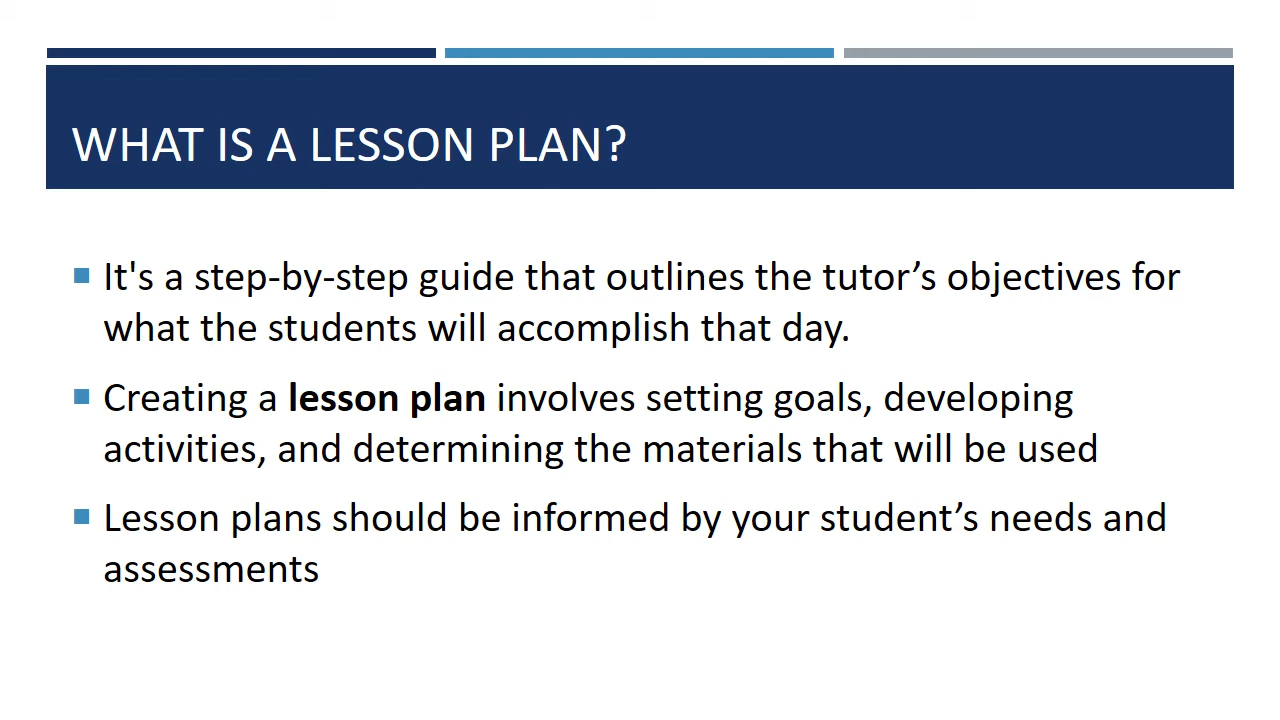 WHAT IS A LESSON PLAN?
It's a step-by-step guide that outlines the tutor’s objectives for
what the students will accomplish that day.
Creating a lesson plan involves setting goals, developing
activities, and determining the materials that will be used
Lesson plans should be informed by your student’s needs and
assessments